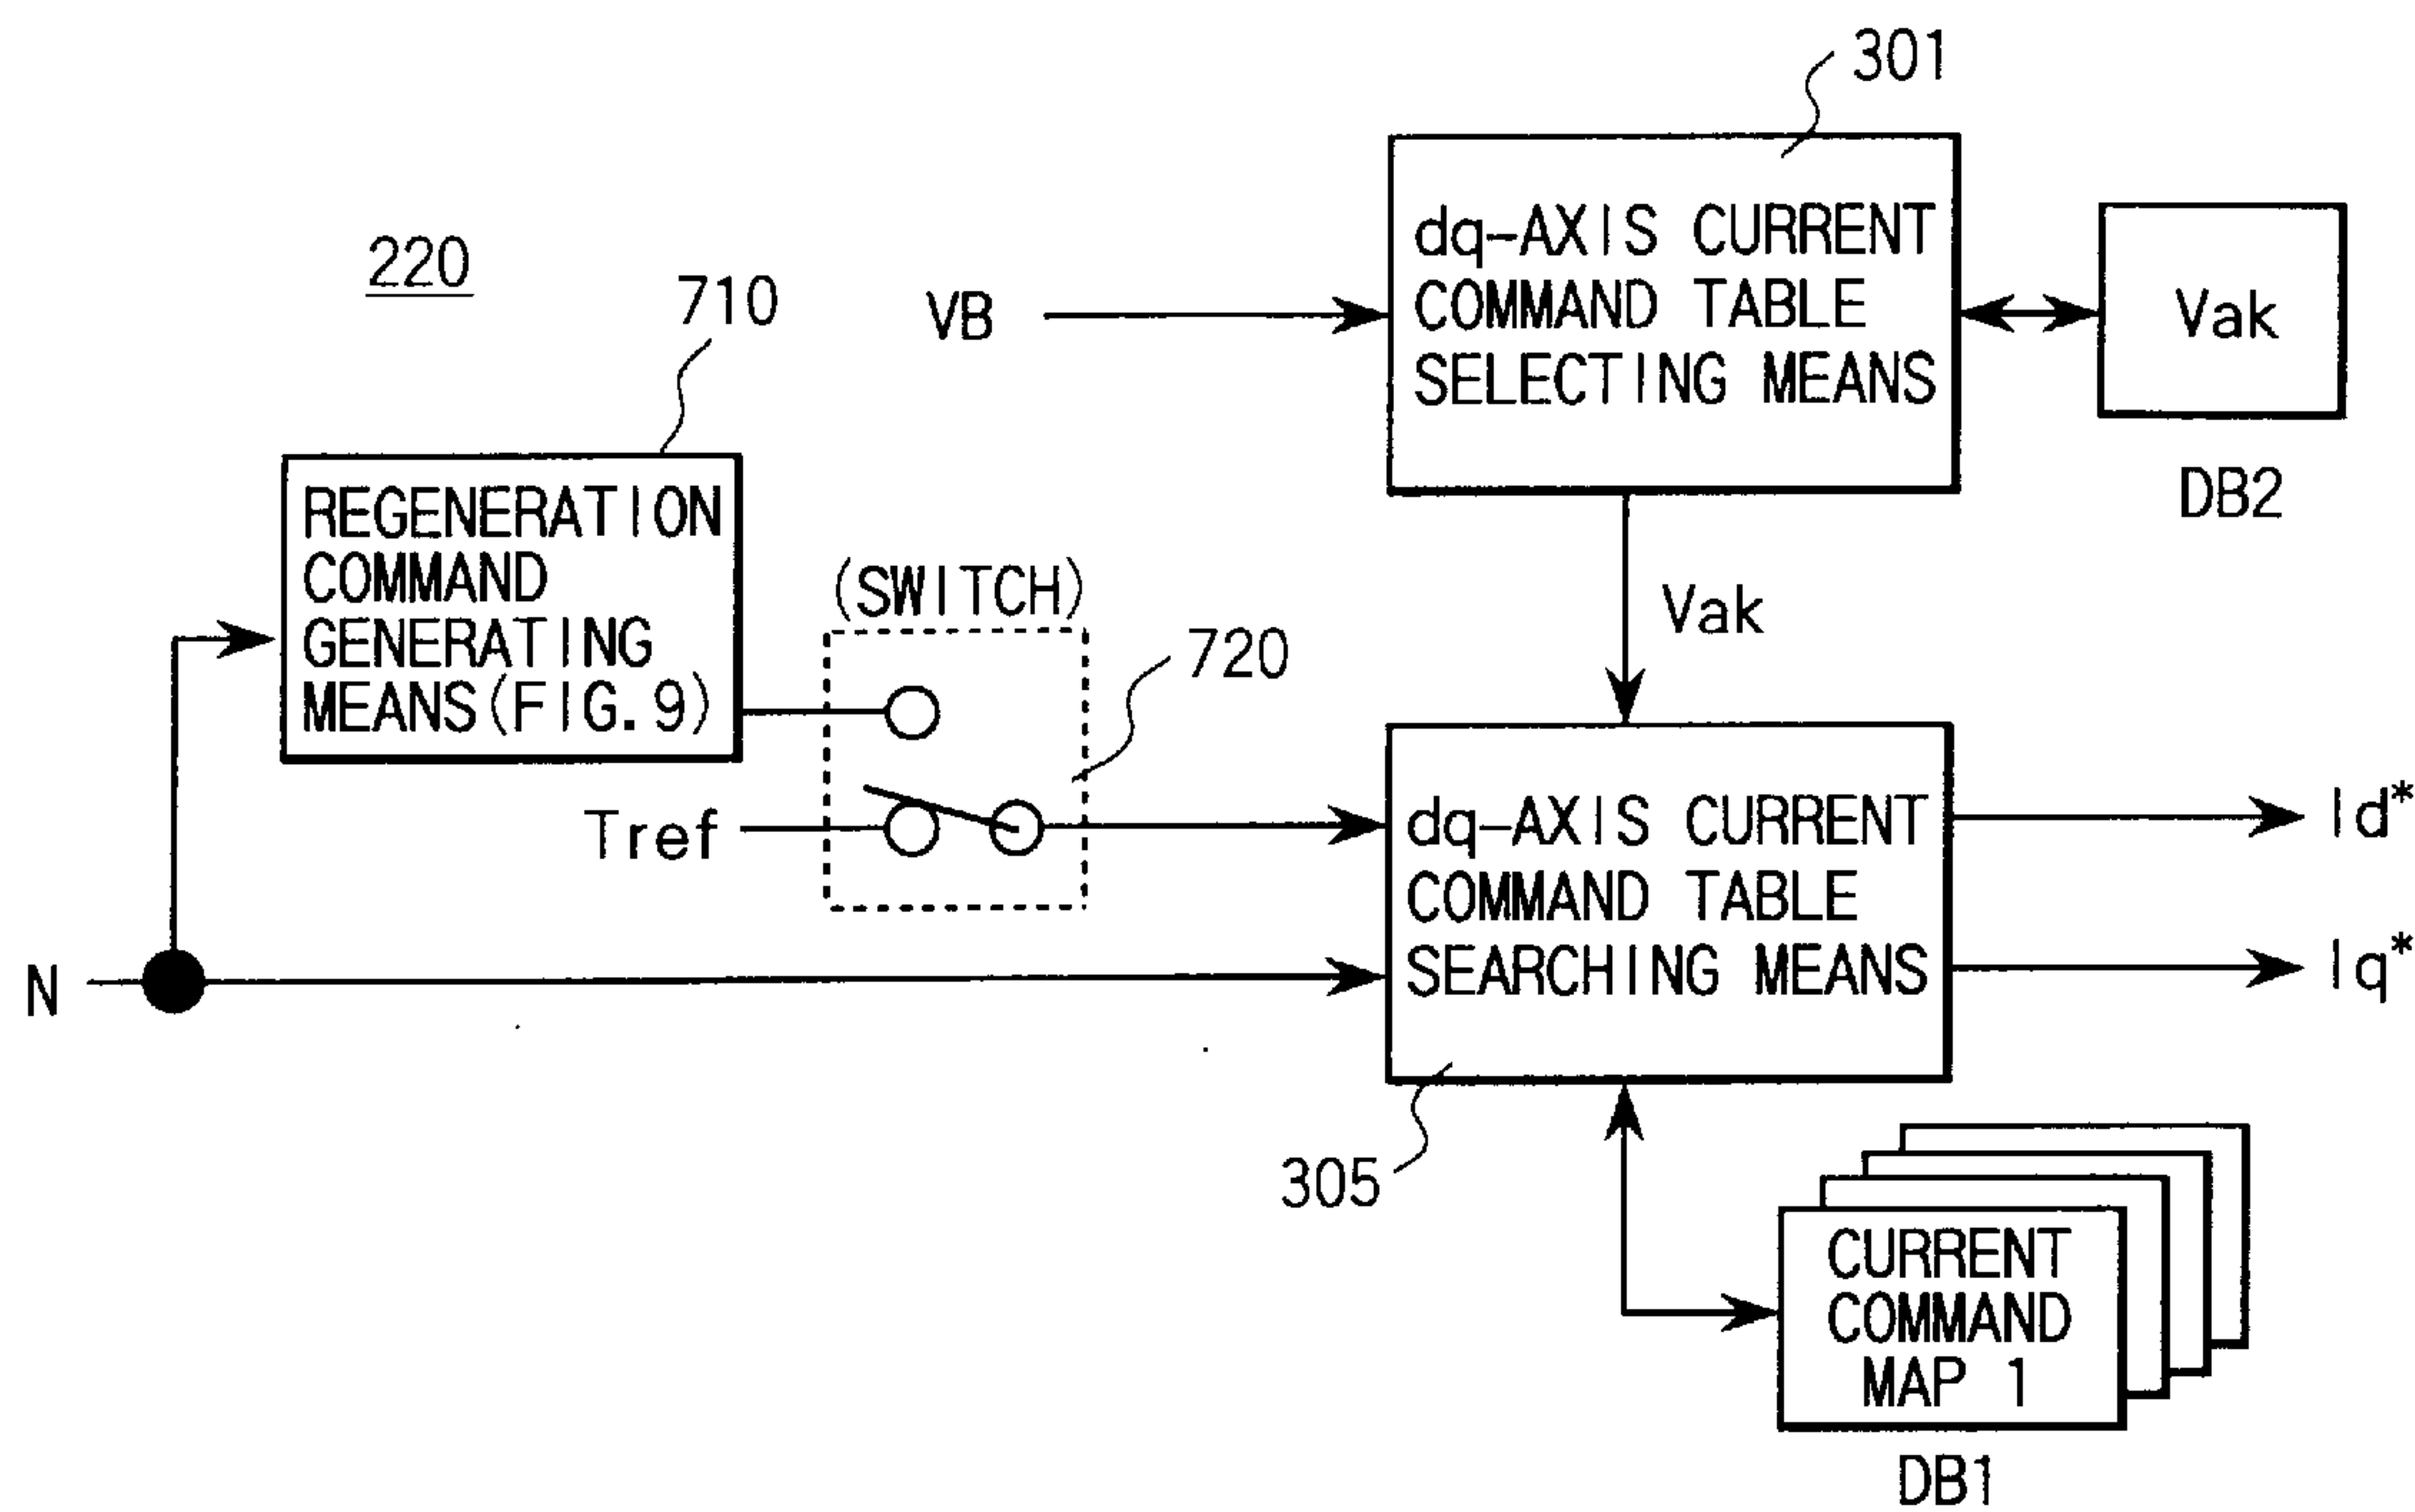 301
dq-AXIS CURRENT
COMMAND TABLE
SELECTING MEANS
VB
Vak
DB2
220
710
REGENERATION
COMMAND
GENERATING
MEANS(FIG. 9)
(SWITCH)
720
Vak
Tref
N
dq-AXIS CURRENT
COMMAND TABLE
SEARCHING MEANS
Id*
Iq*
305
CURRENT
COMMAND
MAP 1
DB1